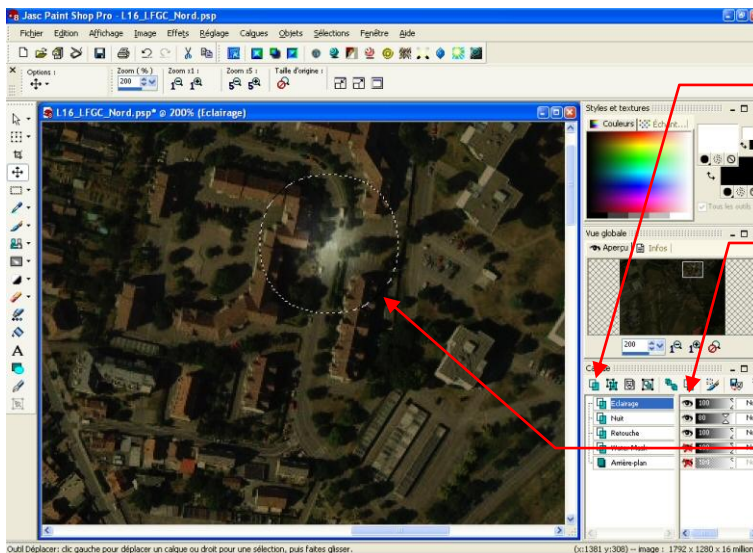 Jasc Paint Shop Pro - L16_LFGC_Nord.psp
Fichier Edition Affichage Image Effets Réglage Calques Objets Sélections Fenêtre Aide
Options :
Zoom (%)
200
Zoom x1 :
Zoom x5 :
Taille d'origine :
L16_LFGC_Nord.psp* @ 200% (Eclairage)
Styles et textures
Couleurs
Tous les outils
Vue globale
Aperçu Infos
200
Eclairage 100
Nuit 80
Retouche 100
Arrière-plan 100
Outil Déplacer: clic gauche pour déplacer un calque ou droit pour une sélection, puis faites glisser.
(x:1381 y:308) -- image : 1792 x 1280 x 16 million